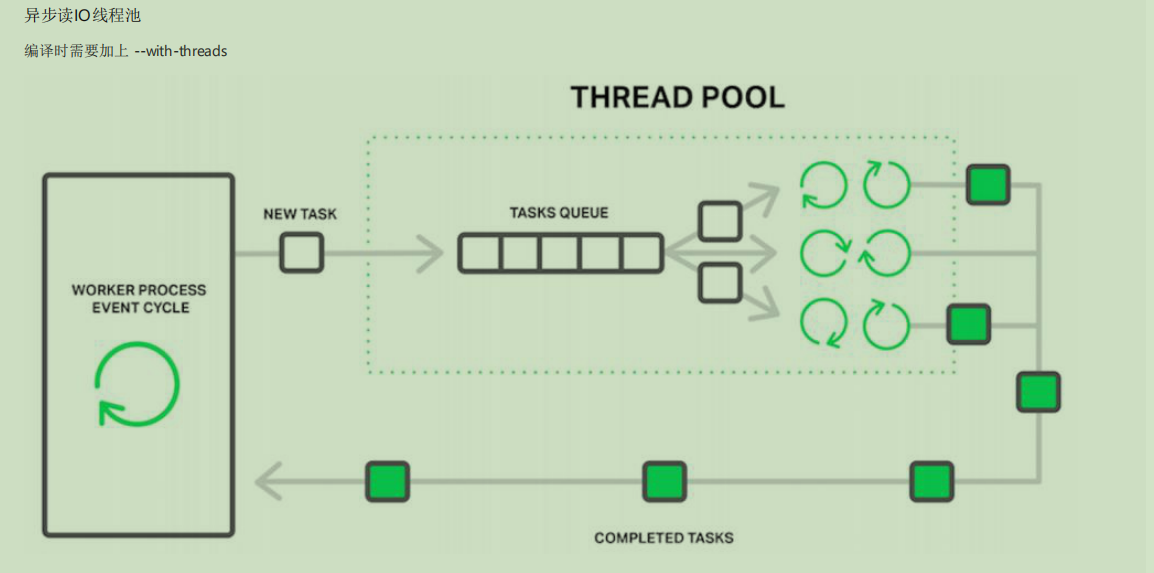 异步读IO线程池
编译时需要加上 --with-threads
THREAD POOL
NEW TASK
TASKS QUEUE
WORKER PROCESS
EVENT CYCLE
COMPLETED TASKS